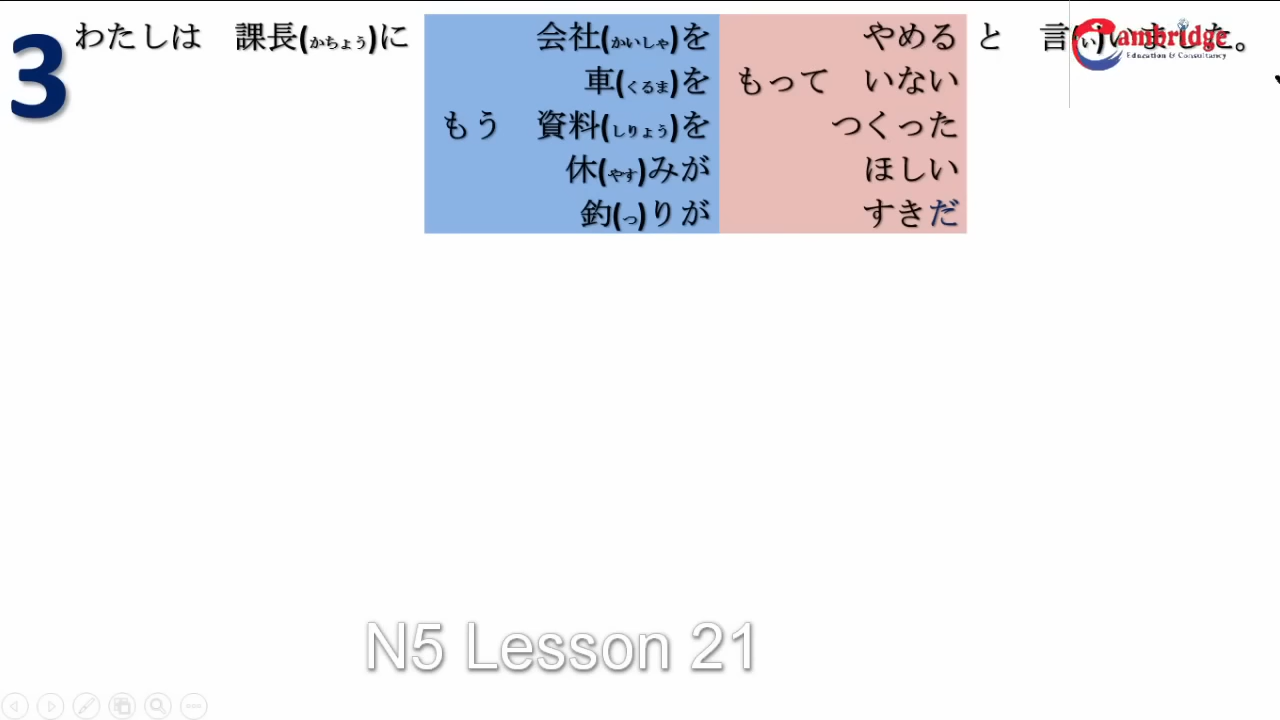 3
わたしは 課長(かちょう)に 会社(かいしゃ)を やめる と 言(い)いました。
車(くるま)を もって いない
もう 資料(しりょう)を つくった
休(やす)みが ほしい
釣(つ)りが すきだ
Cambridge
Education & Consultancy
N5 Lesson 21